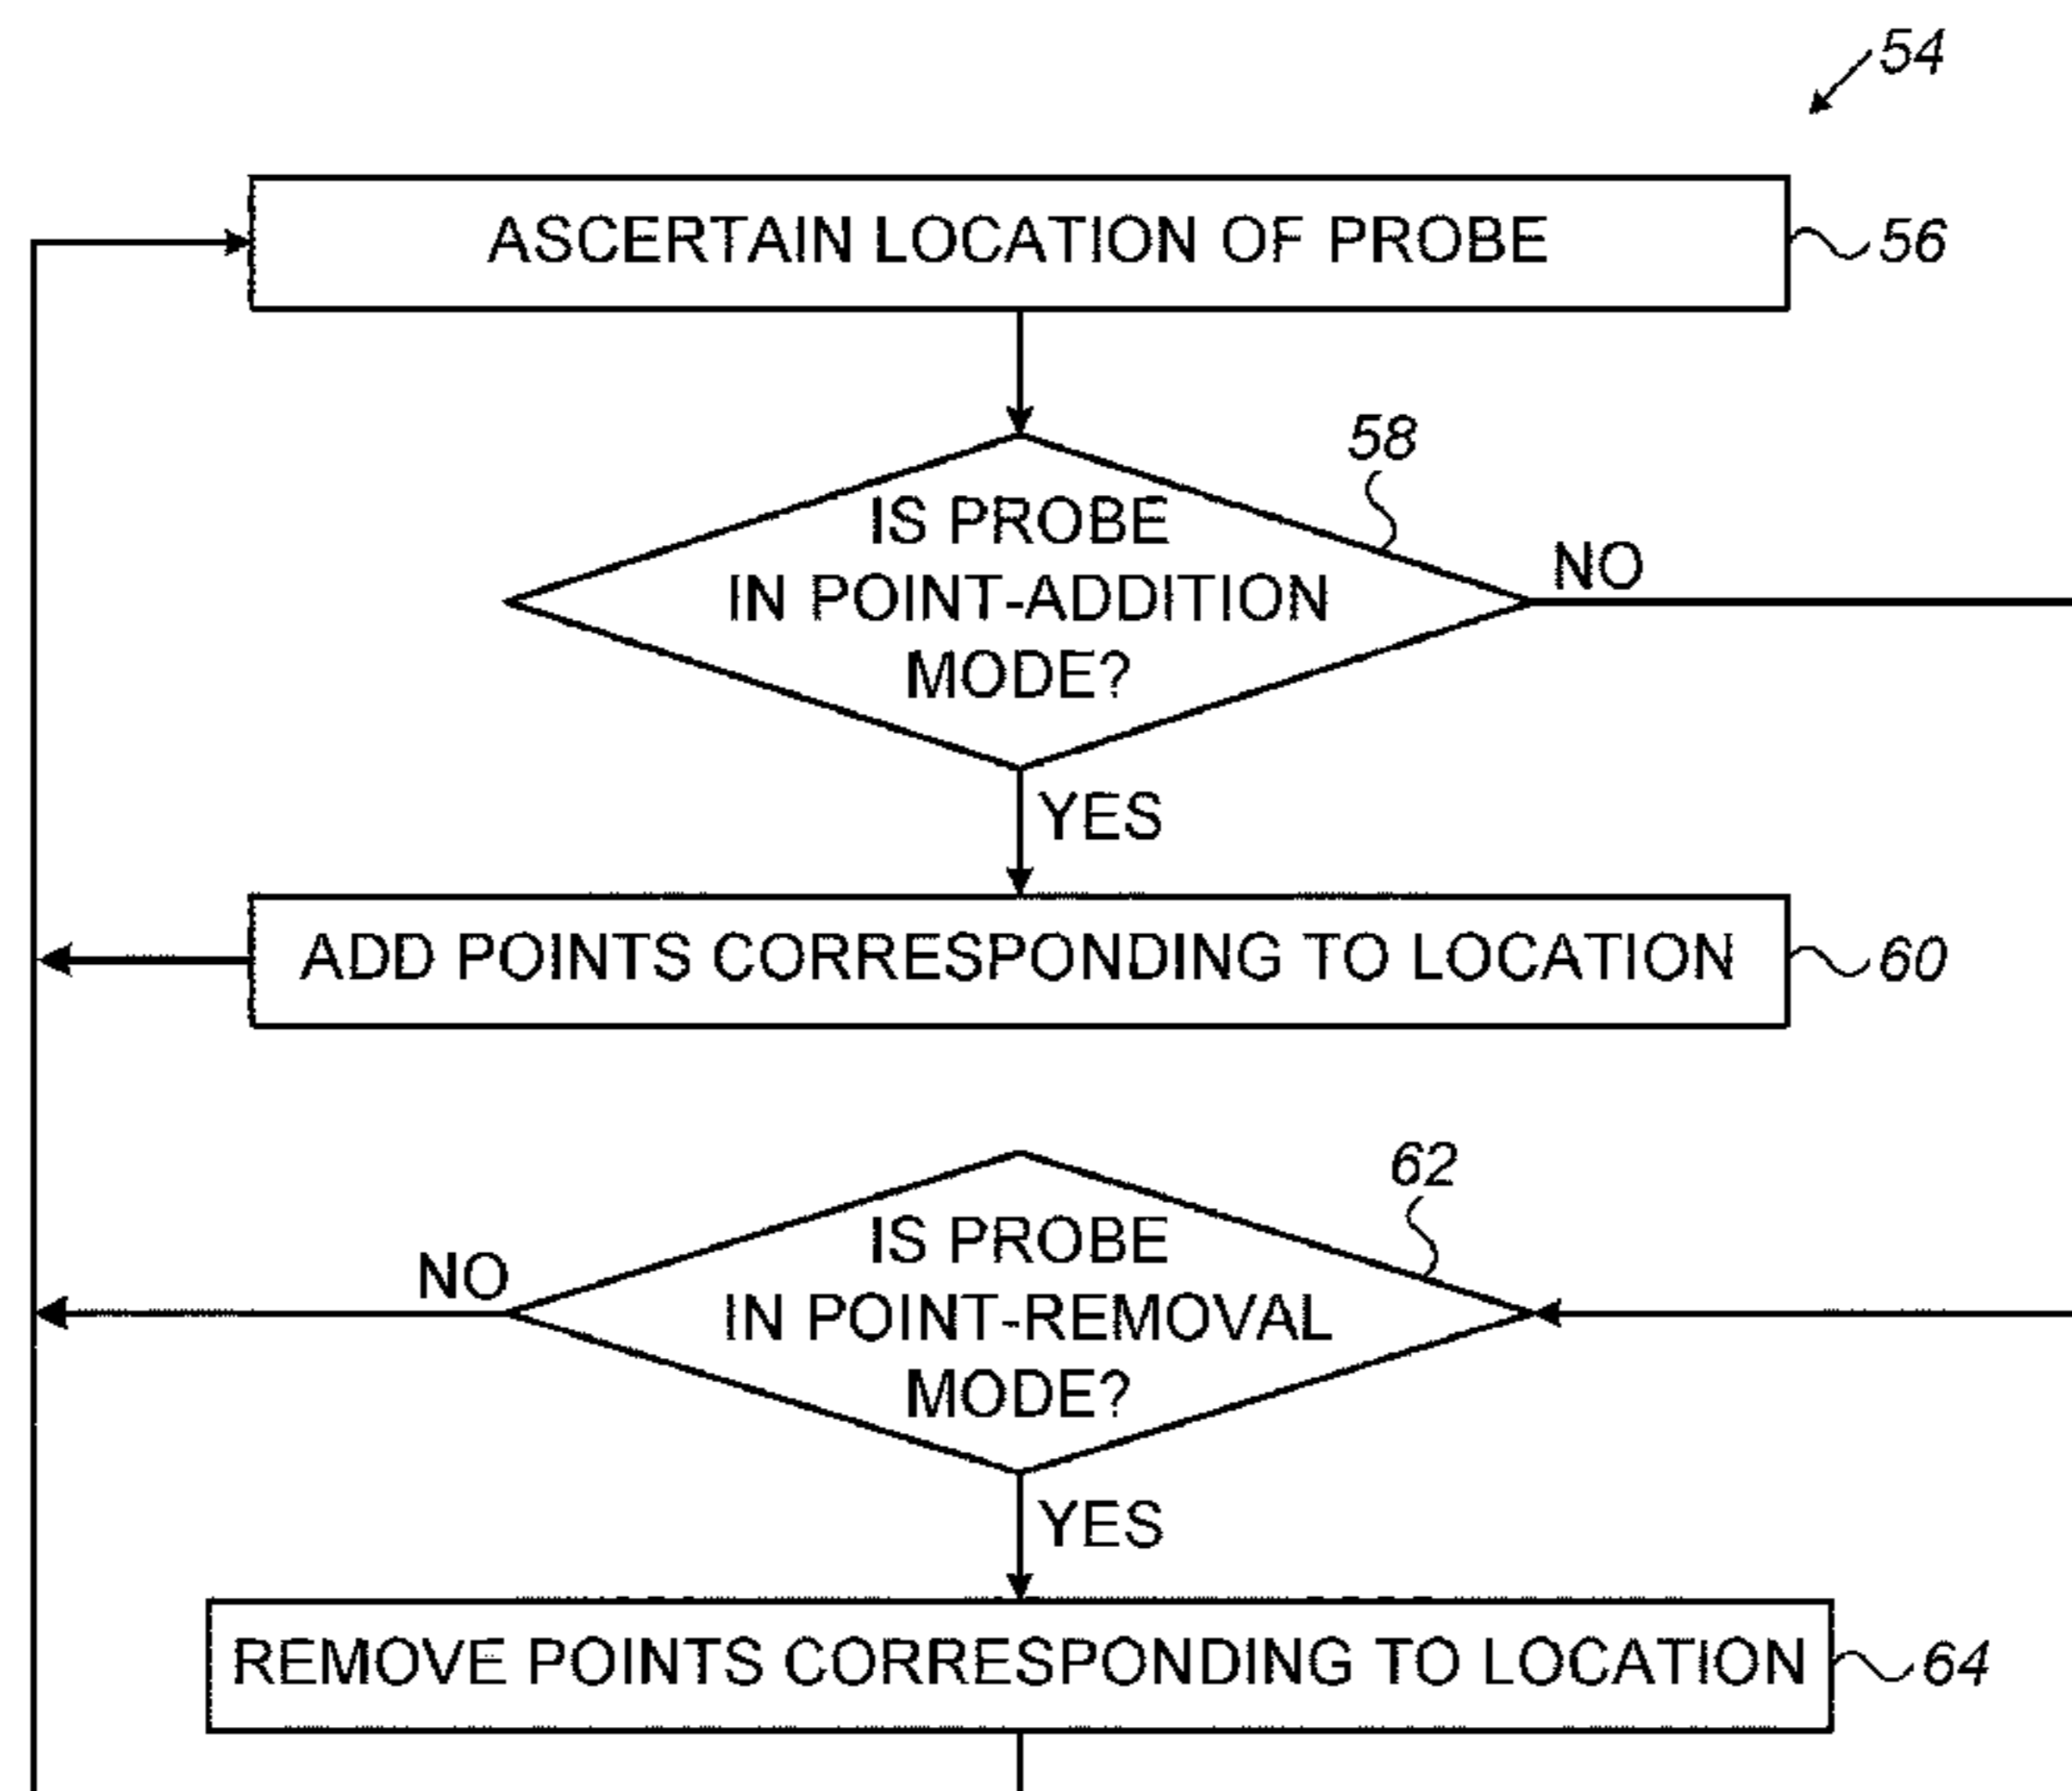 54
ASCERTAIN LOCATION OF PROBE
56
58
IS PROBE
IN POINT-ADDITION
MODE?
NO
YES
ADD POINTS CORRESPONDING TO LOCATION
60
62
IS PROBE
IN POINT-REMOVAL
MODE?
NO
YES
REMOVE POINTS CORRESPONDING TO LOCATION
64